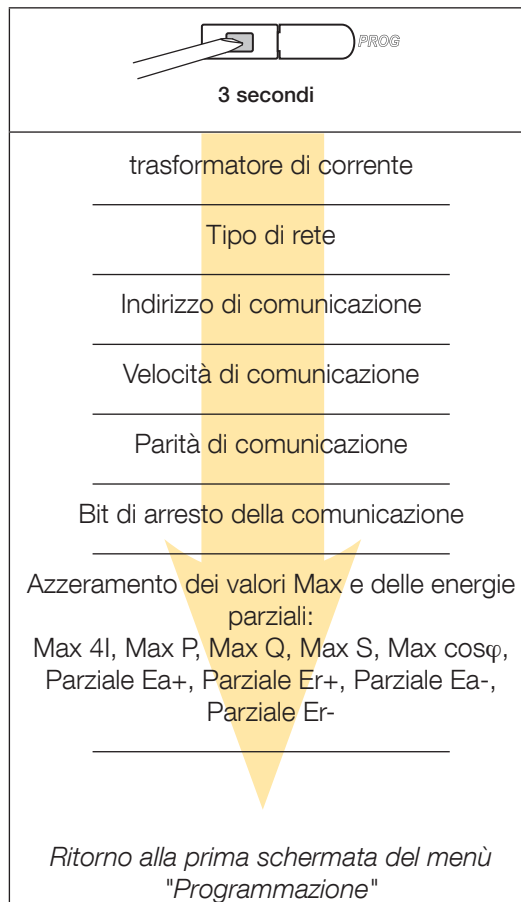 PROG
3 secondi
trasformatore di corrente
Tipo di rete
Indirizzo di comunicazione
Velocità di comunicazione
Parità di comunicazione
Bit di arresto della comunicazione
Azzeramento dei valori Max e delle energie
parziali:
Max 4I, Max P, Max Q, Max S, Max cosφ,
Parziale Ea+, Parziale Er+, Parziale Ea-,
Parziale Er-
Ritorno alla prima schermata del menù
"Programmazione"